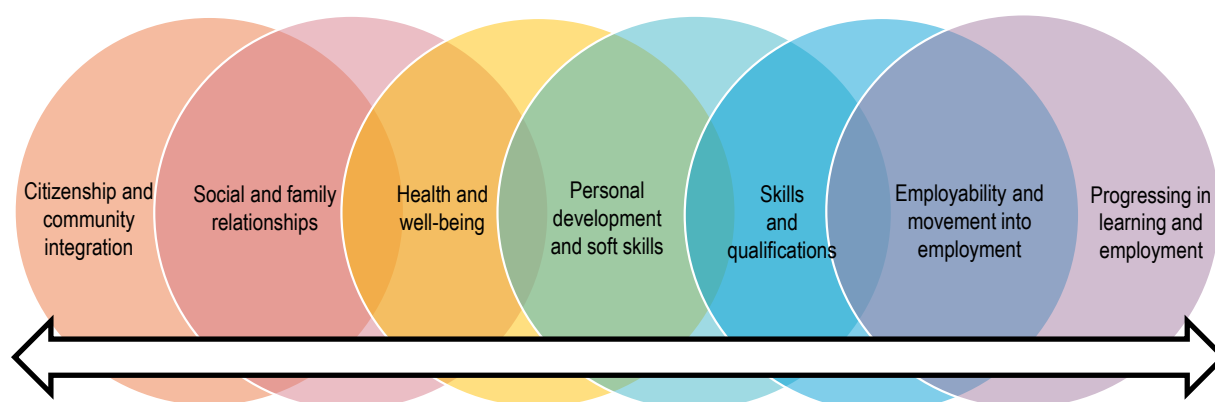 Citizenship and
community
integration
Social and family
relationships
Health and
well-being
Personal
development
and soft skills
Skills
and
qualifications
Employability and
movement into
employment
Progressing in
learning and
employment